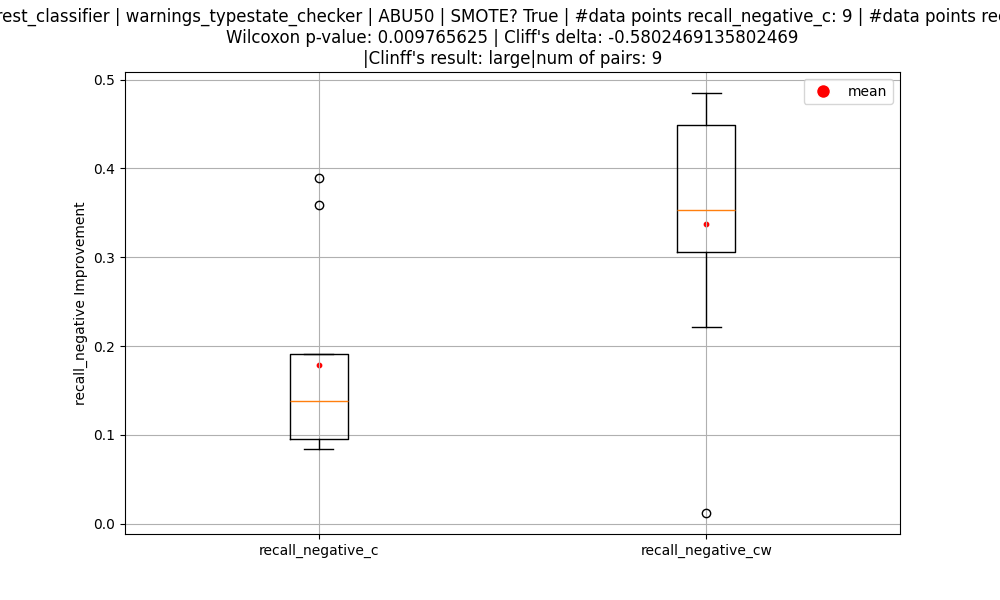 rest_classifier | warnings_typestate_checker | ABU50 | SMOTE? True | #data points recall_negative_c: 9 | #data points rec
Wilcoxon p-value: 0.009765625 | Cliff's delta: -0.5802469135802469
|Clinff's result: large|num of pairs: 9
mean
0.5
0.4
0.3
0.2
0.1
0.0
recall_negative Improvement
recall_negative_c
recall_negative_cw